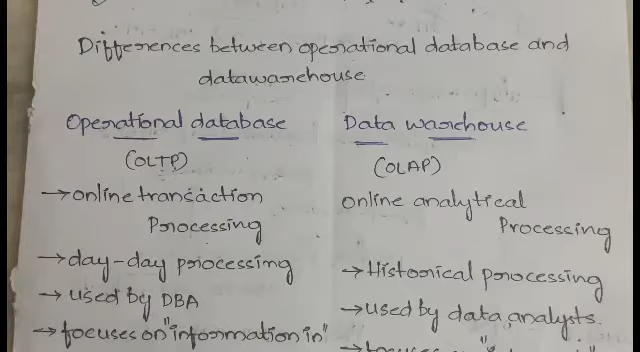 Differences between operational database and
datawarehouse
Operational database
(OLTP)
→ online transaction
Processing
→ day-day processing
→ used by DBA
→ focuses on "information in"
Data warehouse
(OLAP)
online analytical
Processing
→ Historical processing
→ used by data analysts.